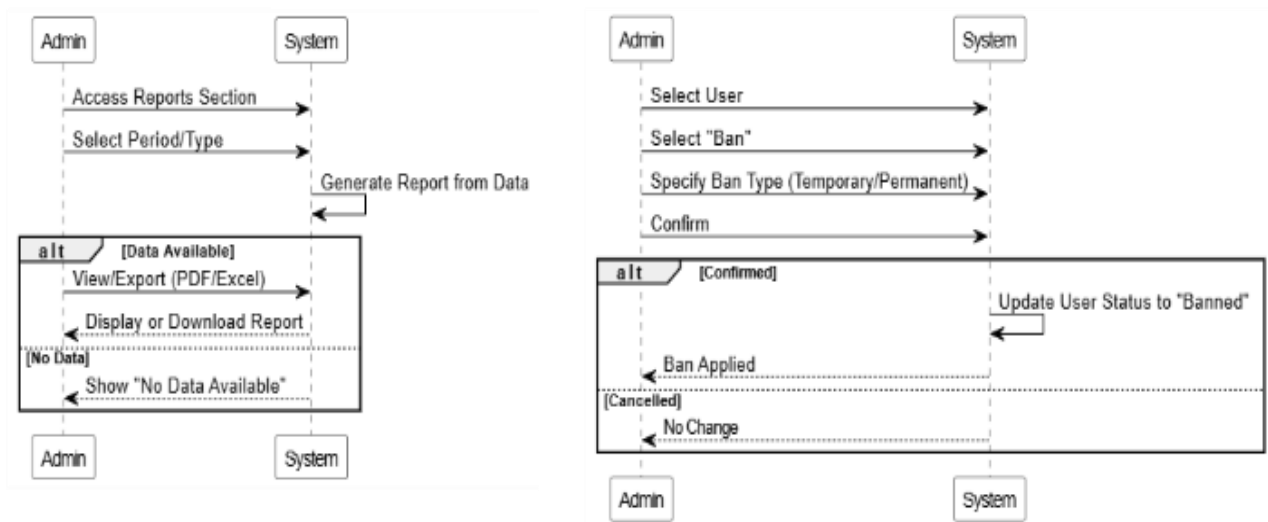 Admin
System
Access Reports Section
Select Period/Type
Generate Report from Data
alt
[Data Available]
View/Export (PDF/Excel)
Display or Download Report
[No Data]
Show "No Data Available"
Admin
System
Admin
System
Select User
Select "Ban"
Specify Ban Type (Temporary/Permanent)
Confirm
alt
[Confirmed]
Update User Status to "Banned"
Ban Applied
[Cancelled]
No Change
Admin
System